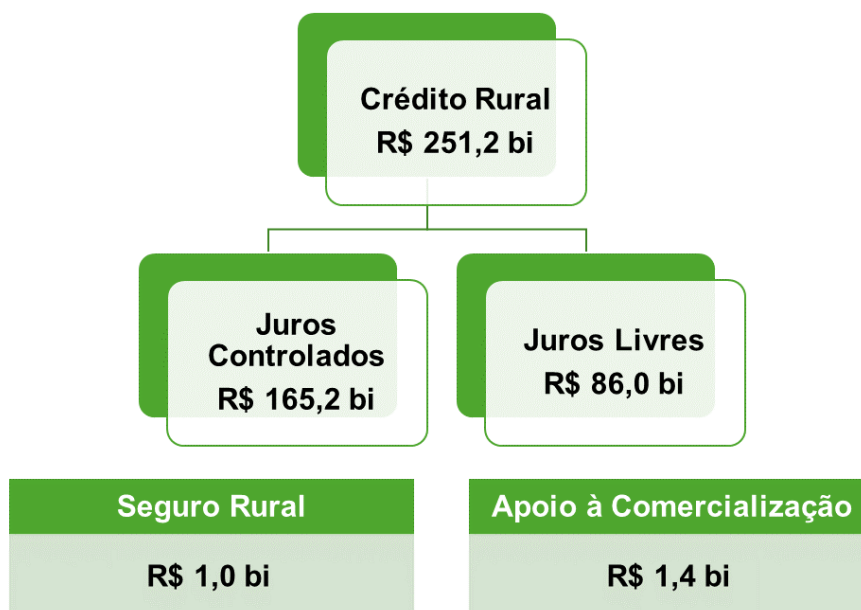 Crédito Rural
R$ 251,2 bi
Juros
Controlados
R$ 165,2 bi
Juros Livres
R$ 86,0 bi
Seguro Rural
Apoio à Comercialização
R$ 1,0 bi
R$ 1,4 bi